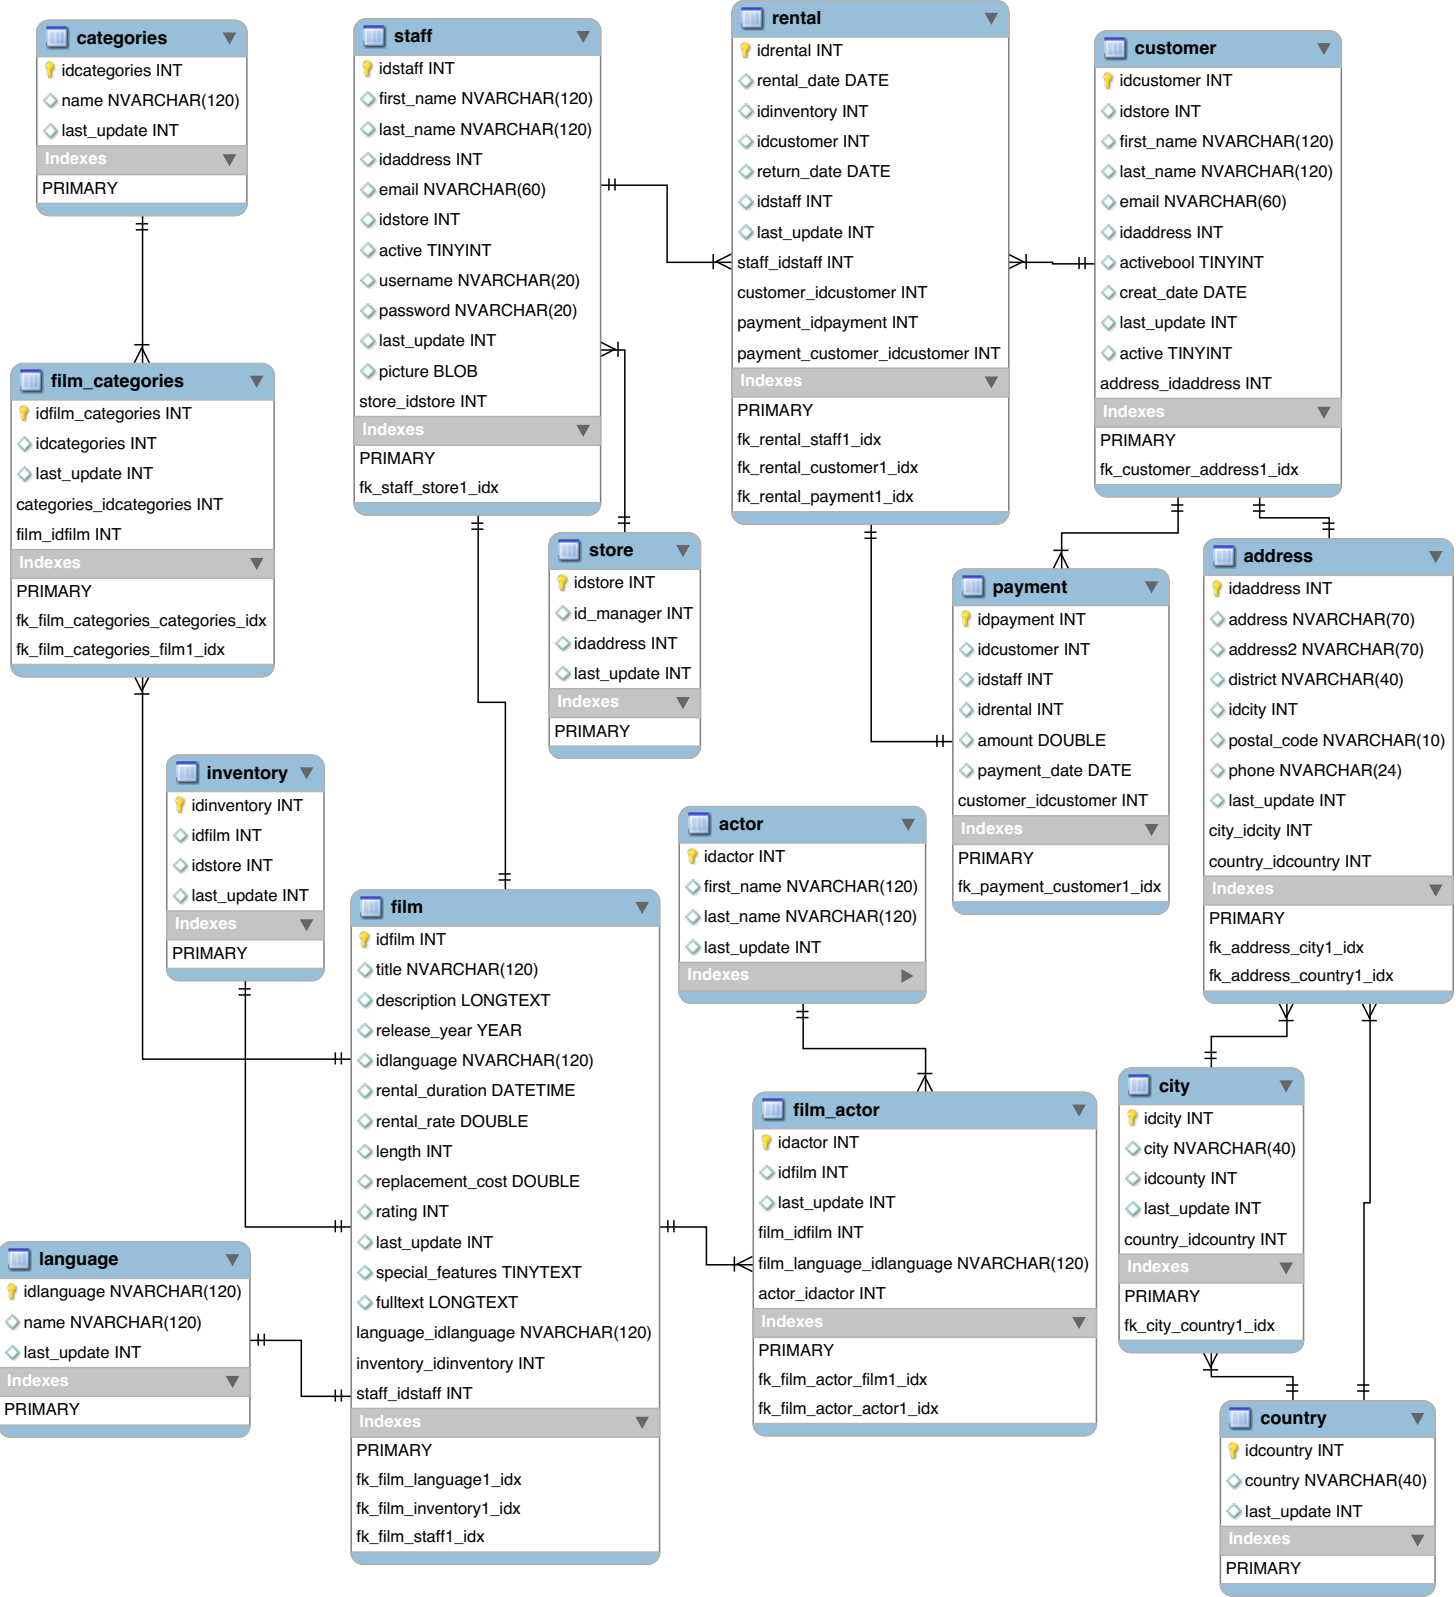 categories
idcategories INT
name NVARCHAR(120)
last_update INT
Indexes
PRIMARY
staff
idstaff INT
first_name NVARCHAR(120)
last_name NVARCHAR(120)
idaddress INT
email NVARCHAR(60)
idstore INT
active TINYINT
username NVARCHAR(20)
password NVARCHAR(20)
last_update INT
picture BLOB
store_idstore INT
Indexes
PRIMARY
fk_staff_store1_idx
rental
idrental INT
rental_date DATE
idinventory INT
idcustomer INT
return_date DATE
idstaff INT
last_update INT
staff_idstaff INT
customer_idcustomer INT
payment_idpayment INT
payment_customer_idcustomer INT
Indexes
PRIMARY
fk_rental_staff1_idx
fk_rental_customer1_idx
fk_rental_payment1_idx
customer
idcustomer INT
idstore INT
first_name NVARCHAR(120)
last_name NVARCHAR(120)
email NVARCHAR(60)
idaddress INT
activebool TINYINT
creat_date DATE
last_update INT
active TINYINT
address_idaddress INT
Indexes
PRIMARY
fk_customer_address1_idx
film_categories
idfilm_categories INT
idcategories INT
last_update INT
categories_idcategories INT
film_idfilm INT
Indexes
PRIMARY
fk_film_categories_categories_idx
fk_film_categories_film1_idx
store
idstore INT
id_manager INT
idaddress INT
last_update INT
Indexes
PRIMARY
payment
idpayment INT
idcustomer INT
idstaff INT
idrental INT
amount DOUBLE
payment_date DATE
customer_idcustomer INT
Indexes
PRIMARY
fk_payment_customer1_idx
address
idaddress INT
address NVARCHAR(70)
address2 NVARCHAR(70)
district NVARCHAR(40)
idcity INT
postal_code NVARCHAR(10)
phone NVARCHAR(24)
last_update INT
city_idcity INT
country_idcountry INT
Indexes
PRIMARY
fk_address_city1_idx
fk_address_country1_idx
inventory
idinventory INT
idfilm INT
idstore INT
last_update INT
Indexes
PRIMARY
actor
idactor INT
first_name NVARCHAR(120)
last_name NVARCHAR(120)
last_update INT
Indexes
film
idfilm INT
title NVARCHAR(120)
description LONGTEXT
release_year YEAR
idlanguage NVARCHAR(120)
rental_duration DATETIME
rental_rate DOUBLE
length INT
replacement_cost DOUBLE
rating INT
last_update INT
special_features TINYTEXT
fulltext LONGTEXT
language_idlanguage NVARCHAR(120)
inventory_idinventory INT
staff_idstaff INT
Indexes
PRIMARY
fk_film_language1_idx
fk_film_inventory1_idx
fk_film_staff1_idx
film_actor
idactor INT
idfilm INT
last_update INT
film_idfilm INT
film_language_idlanguage NVARCHAR(120)
actor_idactor INT
Indexes
PRIMARY
fk_film_actor_film1_idx
fk_film_actor_actor1_idx
city
idcity INT
city NVARCHAR(40)
idcounty INT
last_update INT
country_idcountry INT
Indexes
PRIMARY
fk_city_country1_idx
language
idlanguage NVARCHAR(120)
name NVARCHAR(120)
last_update INT
Indexes
PRIMARY
country
idcountry INT
country NVARCHAR(40)
last_update INT
Indexes
PRIMARY